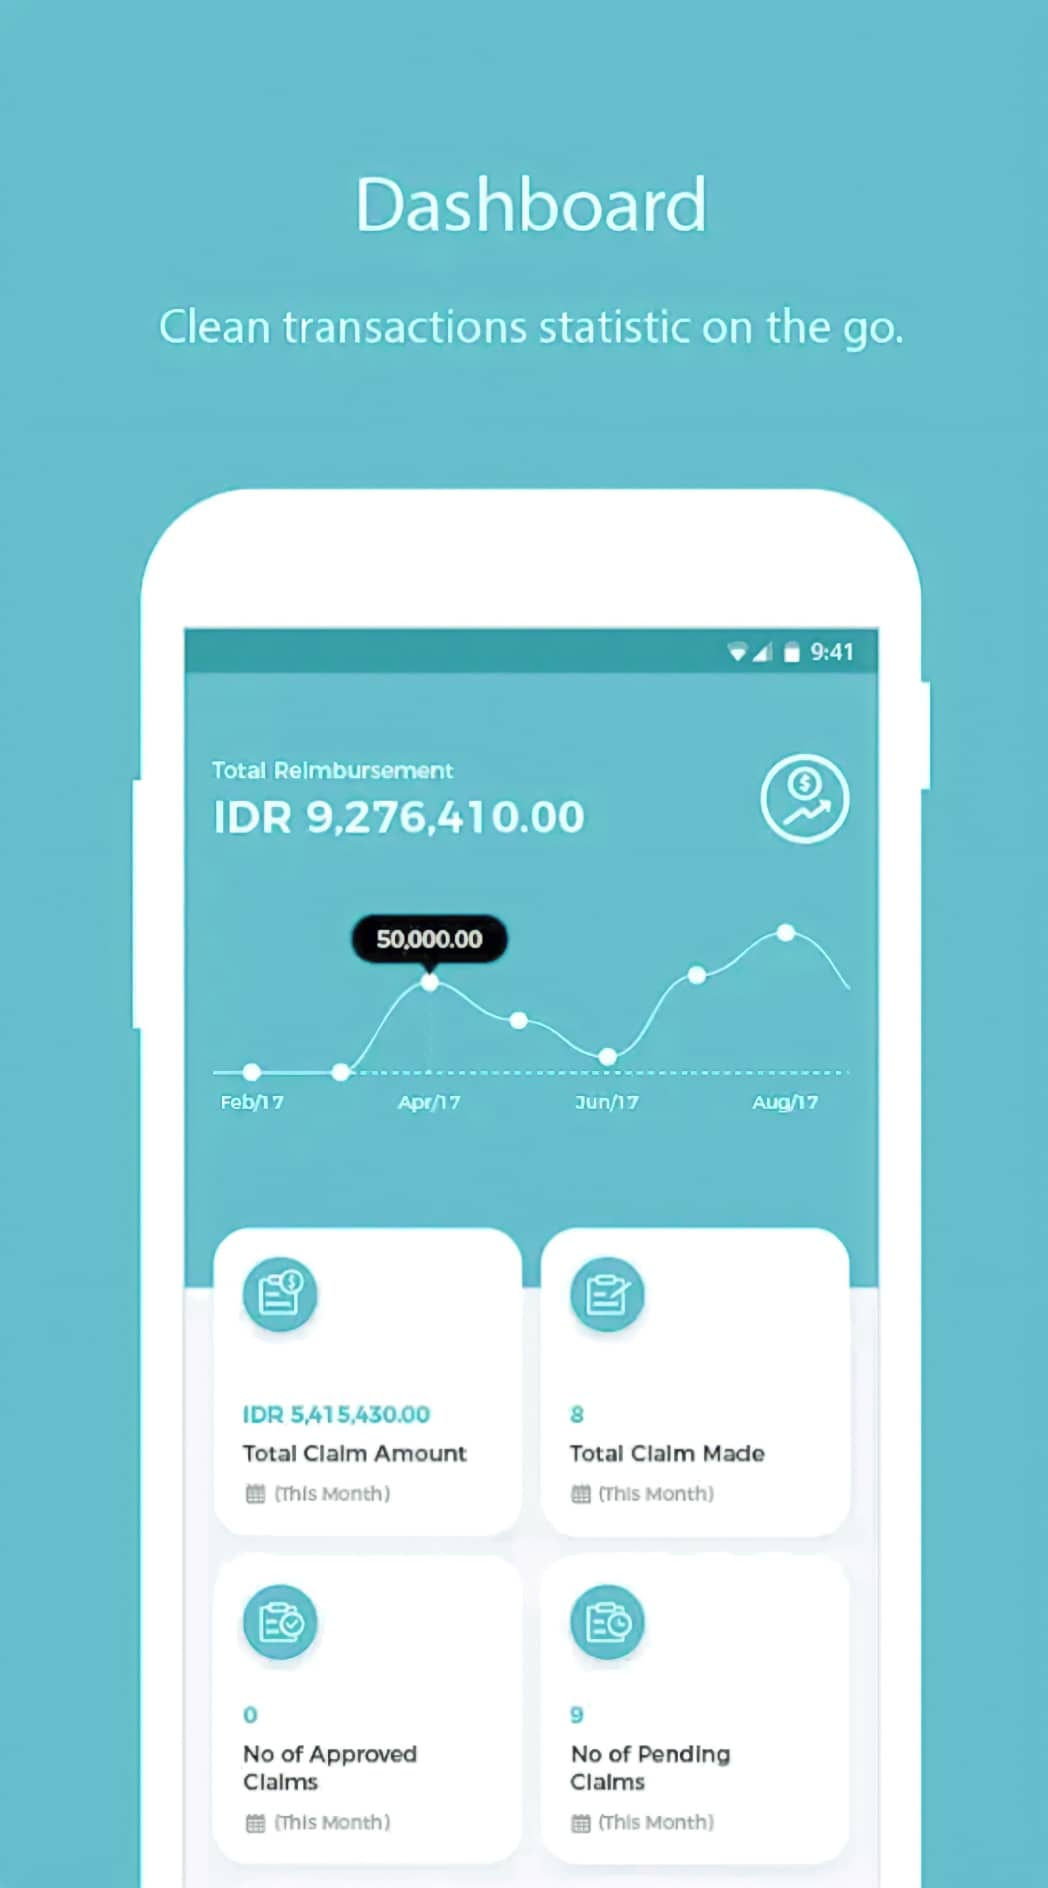 Dashboard
Clean transactions statistic on the go.
9:41
Total Reimbursement
IDR 9,276,410.00
50,000.00
Feb/17 Apr/17 Jun/17 Aug/17
IDR 5,415,430.00
Total Claim Amount
(This Month)
8
Total Claim Made
(This Month)
0
No of Approved
Claims
(This Month)
9
No of Pending
Claims
(This Month)